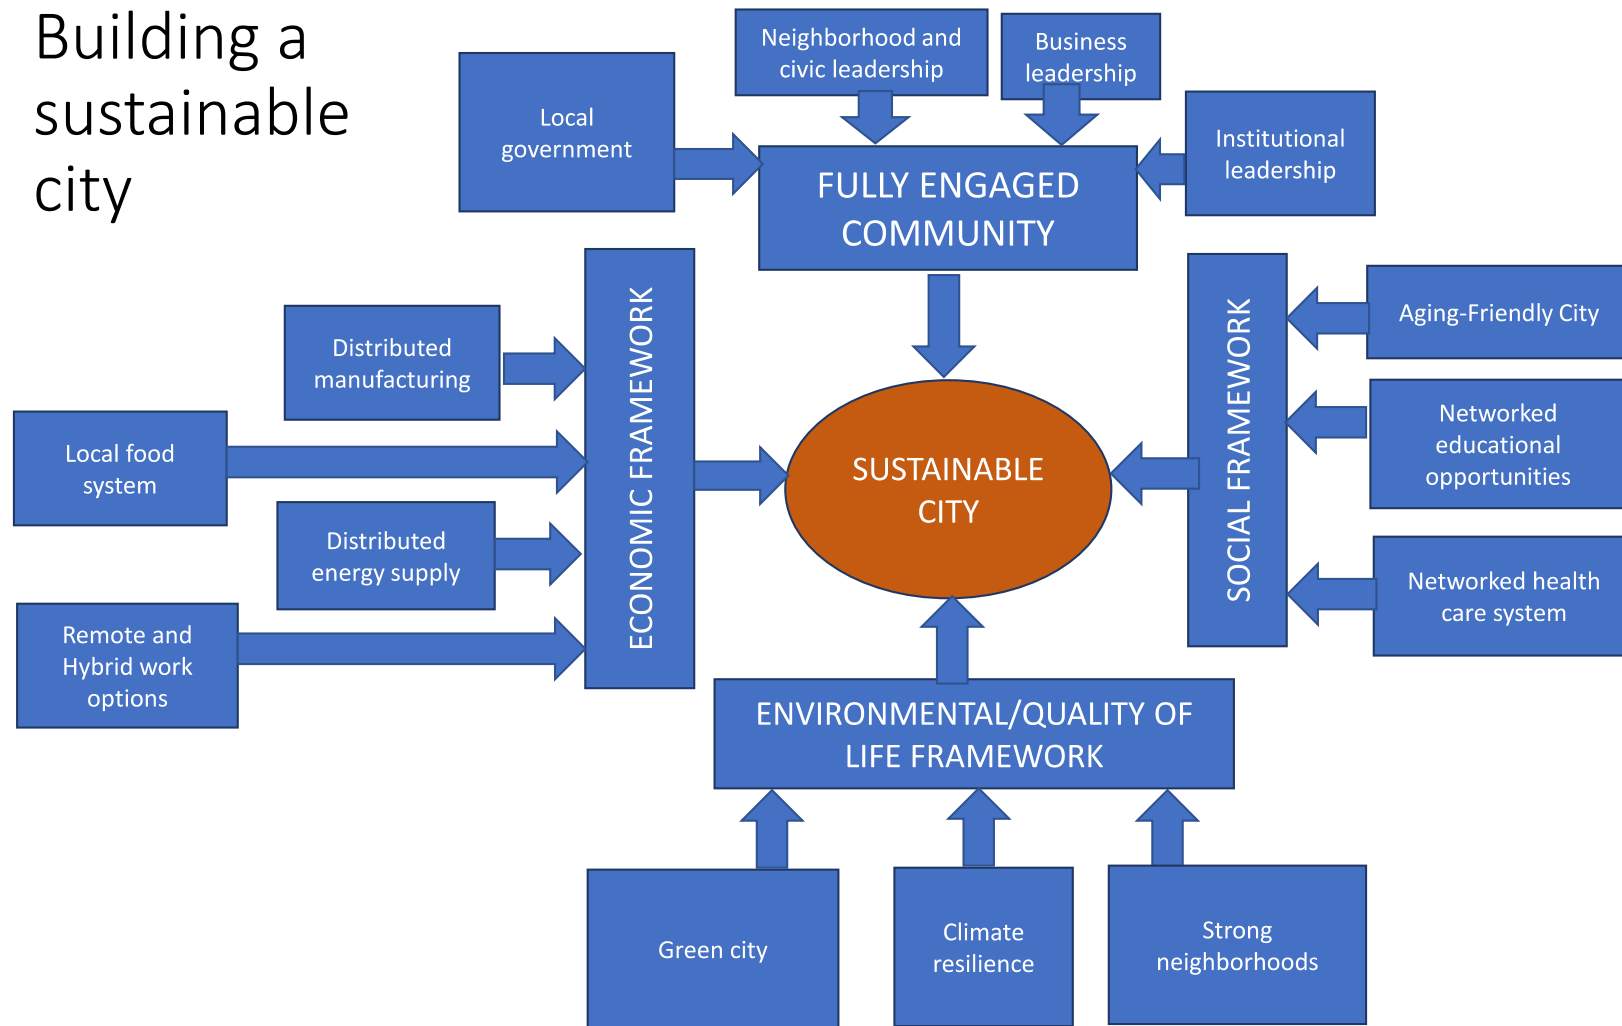 Building a
sustainable
city
Neighborhood and
civic leadership
Business
leadership
Local
government
Institutional
leadership
FULLY ENGAGED
COMMUNITY
ECONOMIC FRAMEWORK
Distributed
manufacturing
Local food
system
Distributed
energy supply
Remote and
Hybrid work
options
SUSTAINABLE
CITY
SOCIAL FRAMEWORK
Aging-Friendly City
Networked
educational
opportunities
Networked health
care system
ENVIRONMENTAL/QUALITY OF
LIFE FRAMEWORK
Green city
Climate
resilience
Strong
neighborhoods